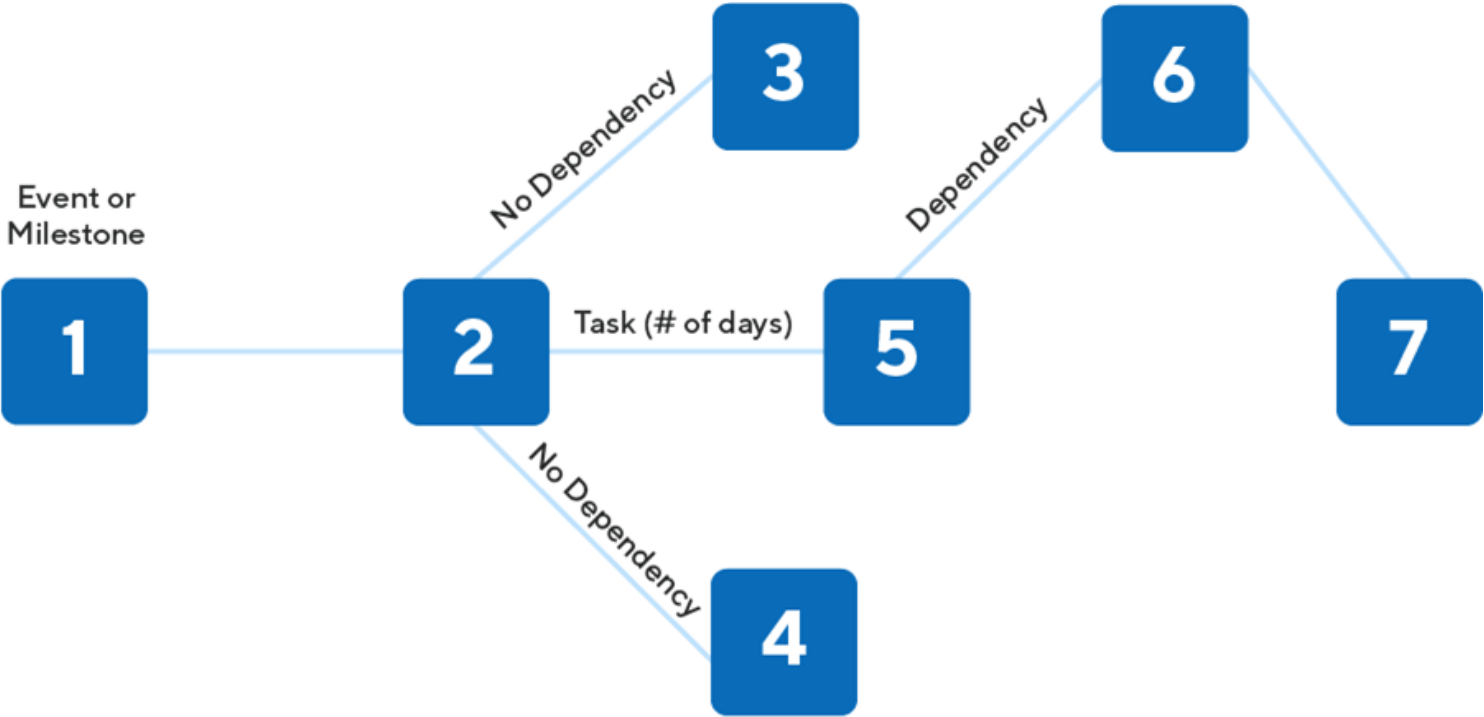 3
6
No Dependency
Dependency
Event or
Milestone
1
2
Task (# of days)
5
7
No Dependency
4